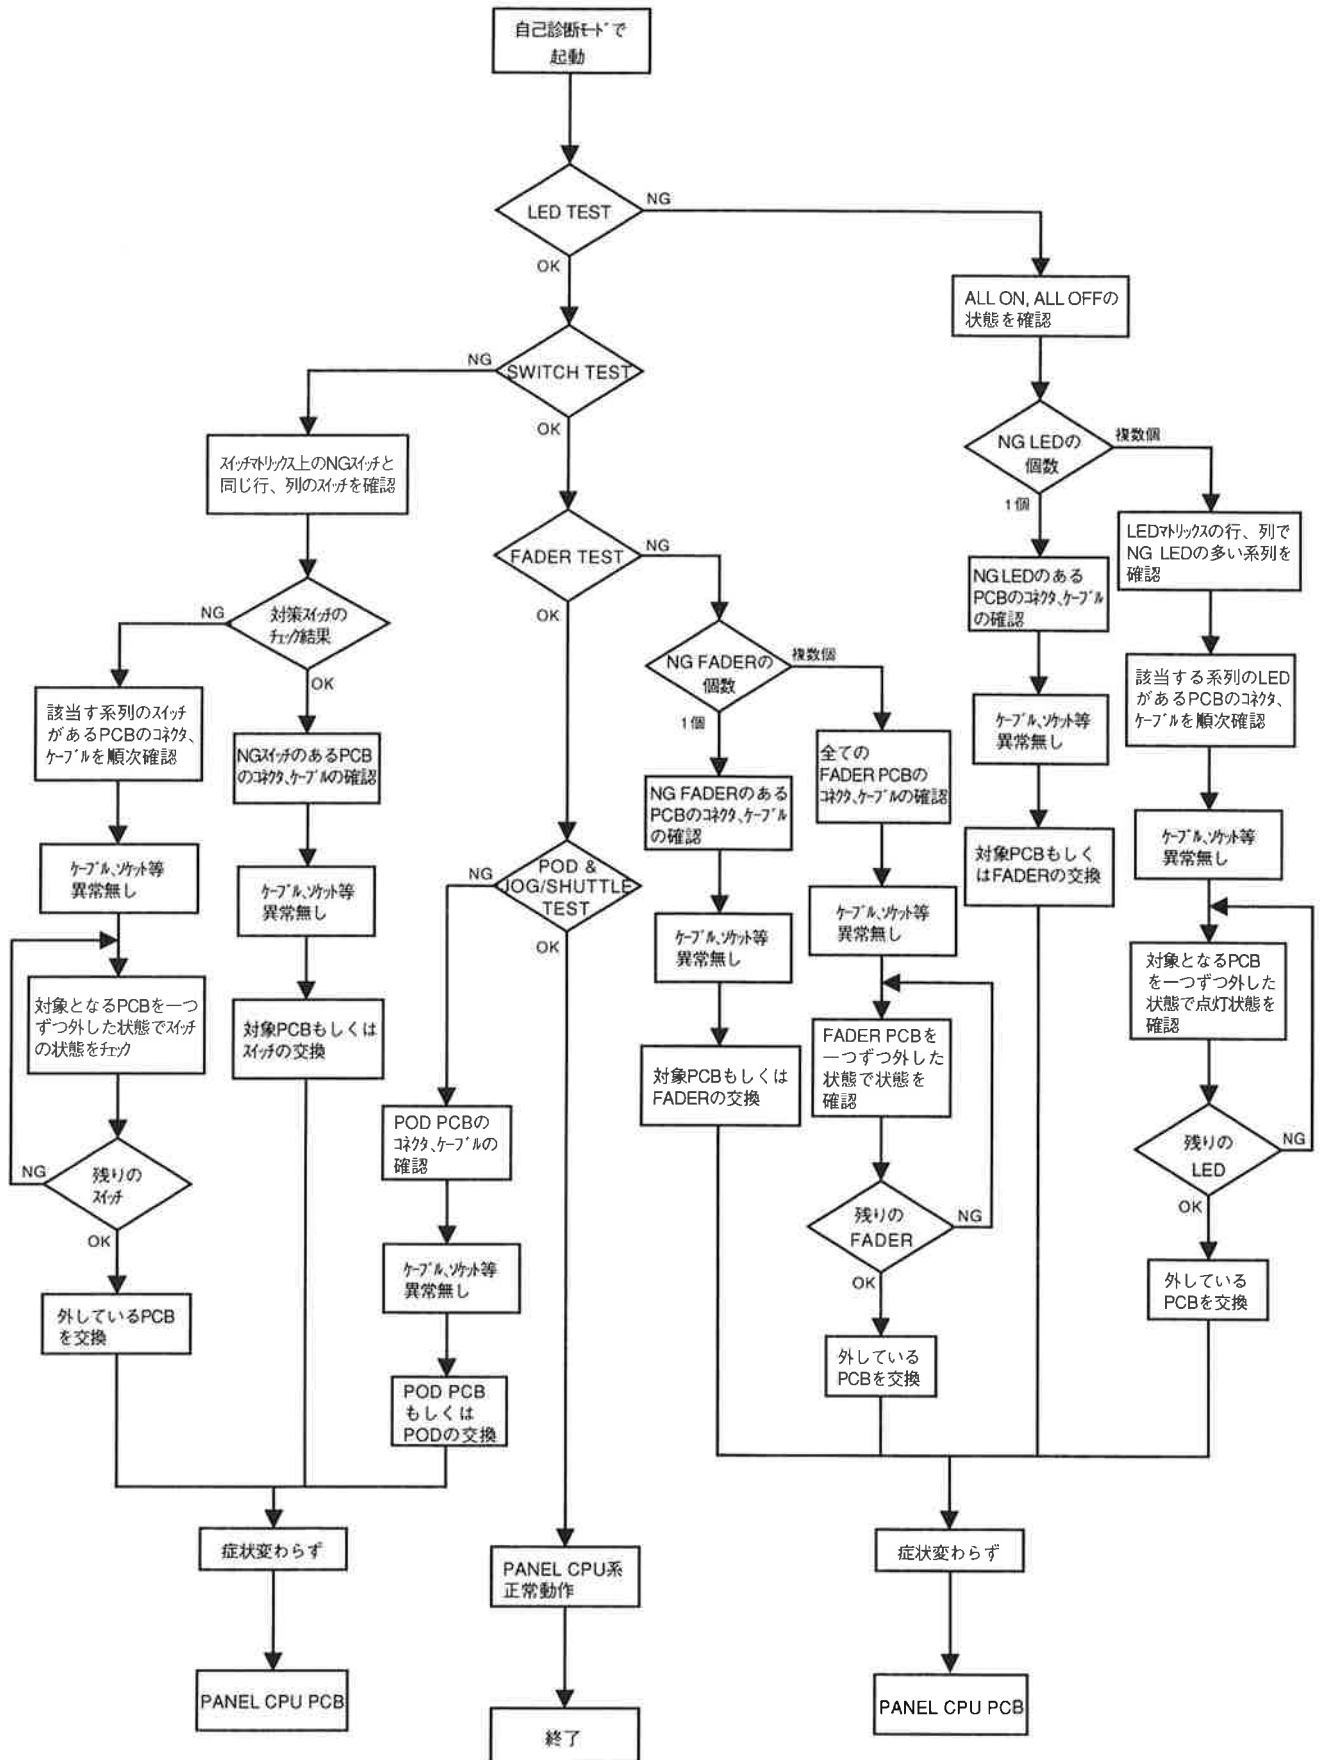 自己診断ﾓｰﾄﾞで
起動
LED TEST
NG
OK
ALL ON, ALL OFFの
状態を確認
SWITCH TEST
NG
OK
NG LEDの
個数
複数個
1個
ｽｲｯﾁﾏﾄﾘｯｸｽ上のNGｽｲｯﾁと
同じ行、列のｽｲｯﾁを確認
FADER TEST
NG
OK
LEDﾏﾄﾘｯｸｽの行、列で
NG LEDの多い系列を
確認
NG LEDのある
PCBのｺﾈｸﾀ、ｹｰﾌﾞﾙ
の確認
対策ｽｲｯﾁの
ﾁｪｯｸ結果
NG
OK
NG FADERの
個数
複数個
1個
該当する系列のLED
があるPCBのｺﾈｸﾀ、
ｹｰﾌﾞﾙを順次確認
該当す系列のｽｲｯﾁ
があるPCBのｺﾈｸﾀ、
ｹｰﾌﾞﾙを順次確認
NGｽｲｯﾁのあるPCB
のｺﾈｸﾀ、ｹｰﾌﾞﾙの確認
ｹｰﾌﾞﾙ、ｿｹｯﾄ等
異常無し
全ての
FADER PCBの
ｺﾈｸﾀ、ｹｰﾌﾞﾙの確認
NG FADERのある
PCBのｺﾈｸﾀ、ｹｰﾌﾞﾙ
の確認
対象PCBもしく
はFADERの交換
ｹｰﾌﾞﾙ、ｿｹｯﾄ等
異常無し
ｹｰﾌﾞﾙ、ｿｹｯﾄ等
異常無し
ｹｰﾌﾞﾙ、ｿｹｯﾄ等
異常無し
POD &
JOG/SHUTTLE
TEST
NG
OK
ｹｰﾌﾞﾙ、ｿｹｯﾄ等
異常無し
ｹｰﾌﾞﾙ、ｿｹｯﾄ等
異常無し
対象となるPCBを一つ
ずつ外した状態でｽｲｯﾁ
の状態をﾁｪｯｸ
対象PCBもしくは
ｽｲｯﾁの交換
対象となるPCB
を一つずつ外した
状態で点灯状態を
確認
FADER PCBを
一つずつ外した
状態で状態を
確認
対象PCBもしくは
FADERの交換
POD PCBの
ｺﾈｸﾀ、ｹｰﾌﾞﾙの
確認
残りの
ｽｲｯﾁ
NG
OK
残りの
LED
NG
OK
残りの
FADER
NG
OK
ｹｰﾌﾞﾙ、ｿｹｯﾄ等
異常無し
外しているPCB
を交換
外している
PCBを交換
外している
PCBを交換
POD PCB
もしくは
PODの交換
症状変わらず
PANEL CPU系
正常動作
症状変わらず
PANEL CPU PCB
終了
PANEL CPU PCB